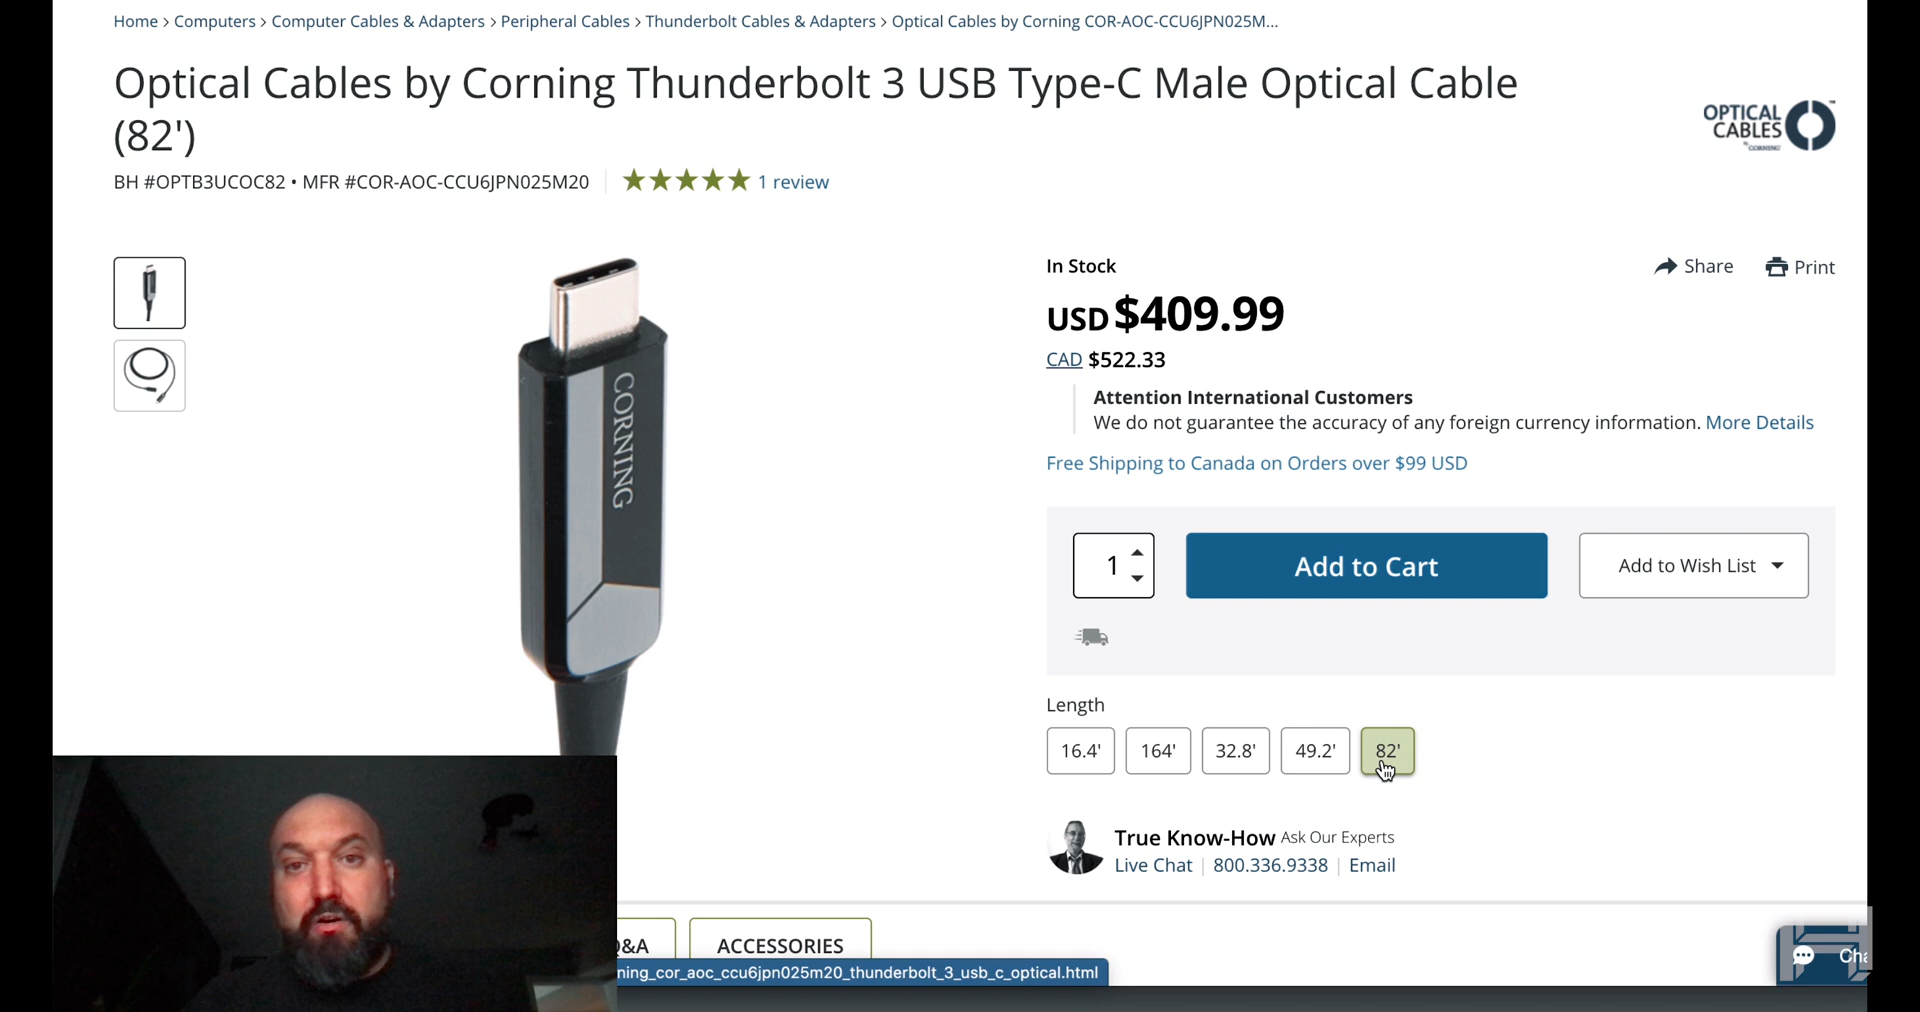 Home > Computers > Computer Cables & Adapters > Peripheral Cables > Thunderbolt Cables & Adapters > Optical Cables by Corning COR-AOC-CCU6JPN025M...
Optical Cables by Corning Thunderbolt 3 USB Type-C Male Optical Cable
(82')
OPTICAL
CABLES
by CORNING
BH #OPTB3UCOC82 • MFR #COR-AOC-CCU6JPN025M20
1 review
CORNING
In Stock
Share
Print
USD $409.99
CAD $522.33
Attention International Customers
We do not guarantee the accuracy of any foreign currency information. More Details
Free Shipping to Canada on Orders over $99 USD
1
Add to Cart
Add to Wish List
Length
16.4'
164'
32.8'
49.2'
82'
True Know-How Ask Our Experts
Live Chat | 800.336.9338 | Email
Q&A
ACCESSORIES
ning_cor_aoc_ccu6jpn025m20_thunderbolt_3_usb_c_optical.html